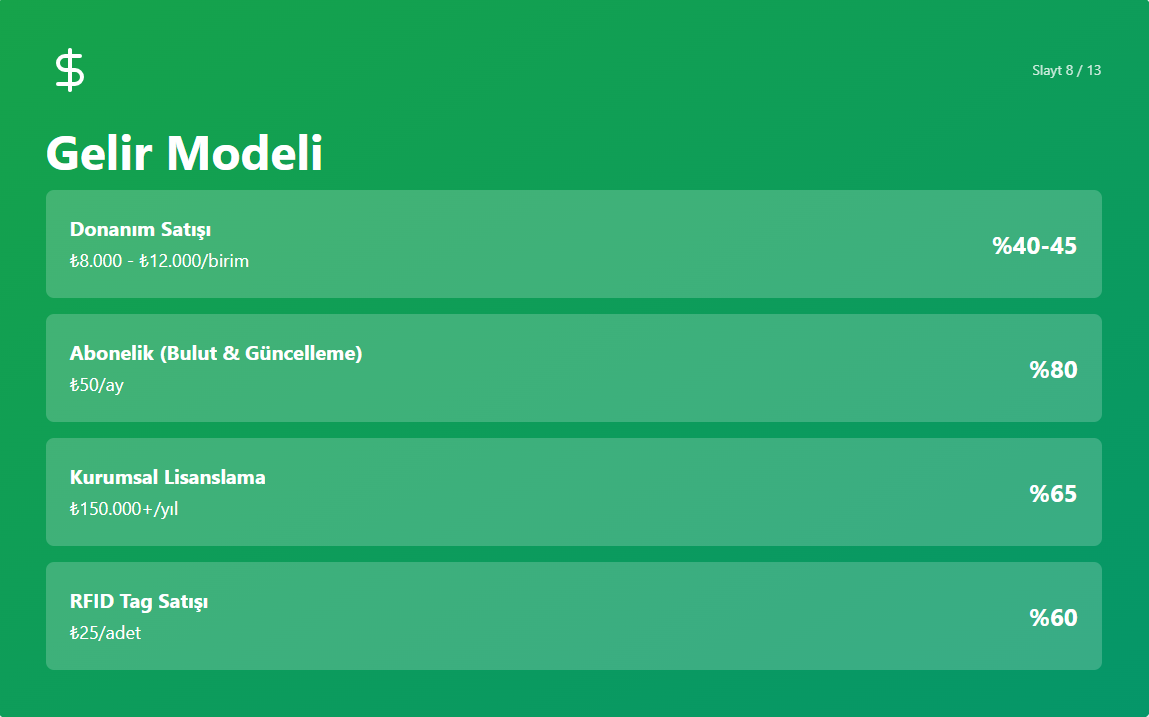 Slayt 8 / 13
Gelir Modeli
Donanım Satışı
₺8.000 - ₺12.000/birim
%40-45
Abonelik (Bulut & Güncelleme)
₺50/ay
%80
Kurumsal Lisanslama
₺150.000+/yıl
%65
RFID Tag Satışı
₺25/adet
%60